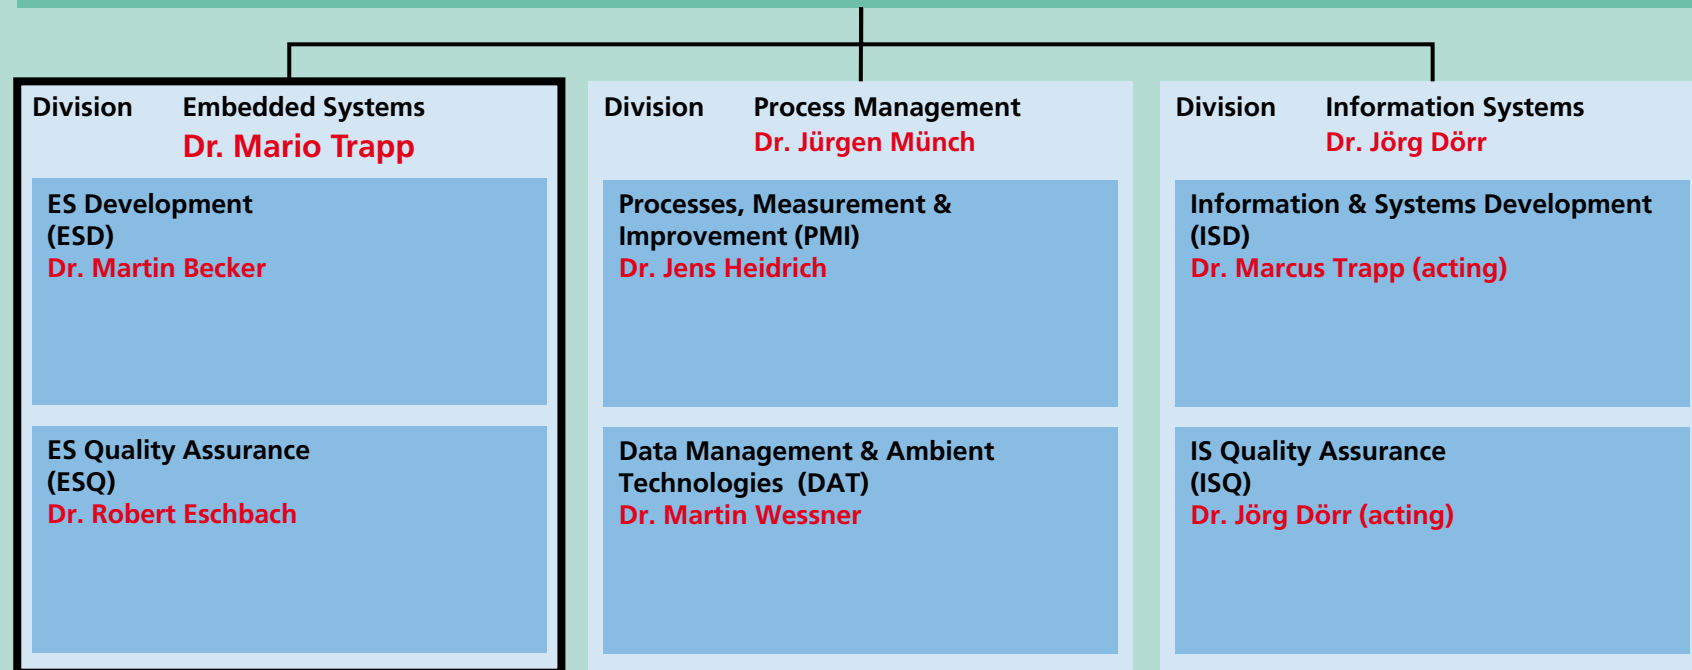 Division Embedded Systems
Dr. Mario Trapp
ES Development
(ESD)
Dr. Martin Becker
ES Quality Assurance
(ESQ)
Dr. Robert Eschbach
Division Process Management
Dr. Jürgen Münch
Processes, Measurement &
Improvement (PMI)
Dr. Jens Heidrich
Data Management & Ambient
Technologies (DAT)
Dr. Martin Wessner
Division Information Systems
Dr. Jörg Dörr
Information & Systems Development
(ISD)
Dr. Marcus Trapp (acting)
IS Quality Assurance
(ISQ)
Dr. Jörg Dörr (acting)